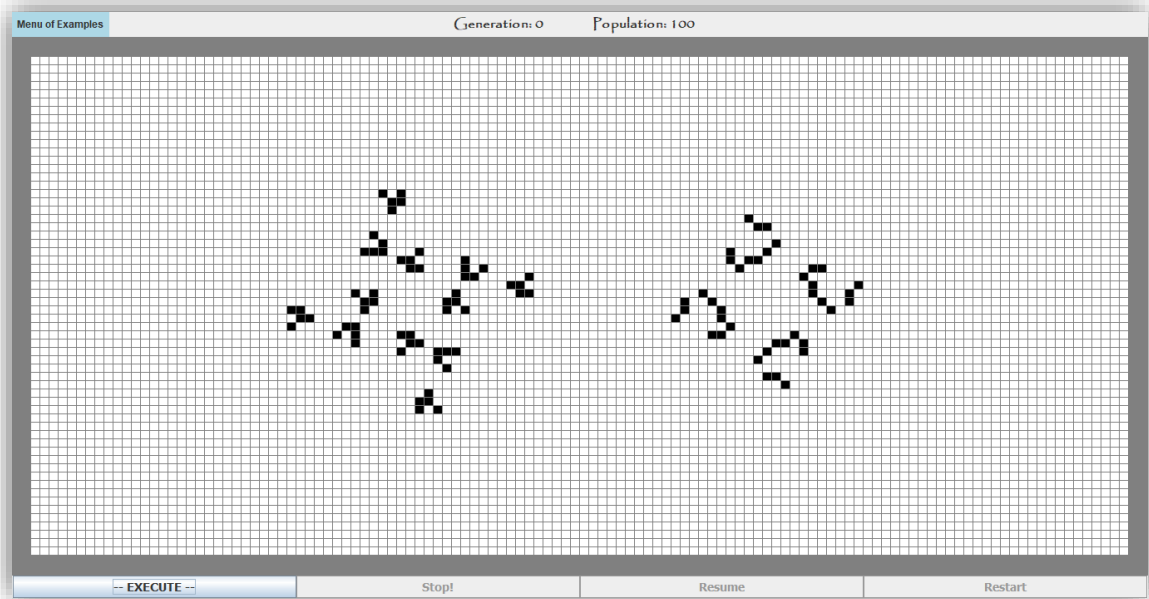 Menu of Examples
Generation: 0 Population: 100
-- EXECUTE -- Stop! Resume Restart